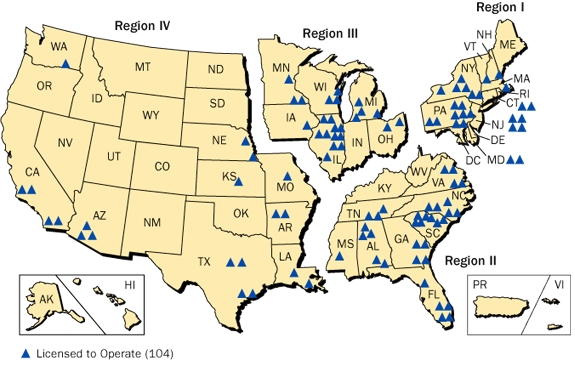 Region I
Region IV
Region III
NH
VT
ME
WA
MT
ND
MN
NY
OR
ID
SD
WI
MI
MA
RI
CT
WY
IA
PA
NV
NE
IL
IN
OH
NJ
DE
DC
MD
UT
CO
CA
KS
MO
WV
VA
KY
AZ
NM
OK
AR
TN
NC
SC
MS
AL
GA
TX
LA
Region II
FL
AK
HI
PR
VI
Licensed to Operate (104)